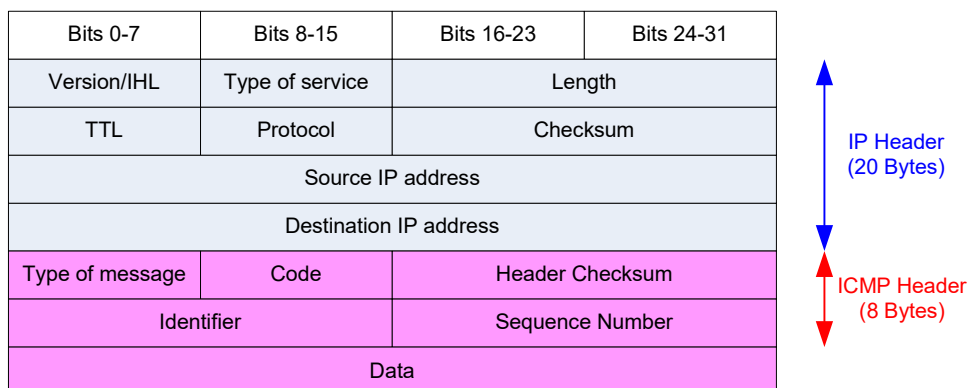 Bits 0-7 Bits 8-15 Bits 16-23 Bits 24-31
Version/IHL Type of service Length
TTL Protocol Checksum
Source IP address
Destination IP address
Type of message Code Header Checksum
Identifier Sequence Number
Data
IP Header
(20 Bytes)
ICMP Header
(8 Bytes)